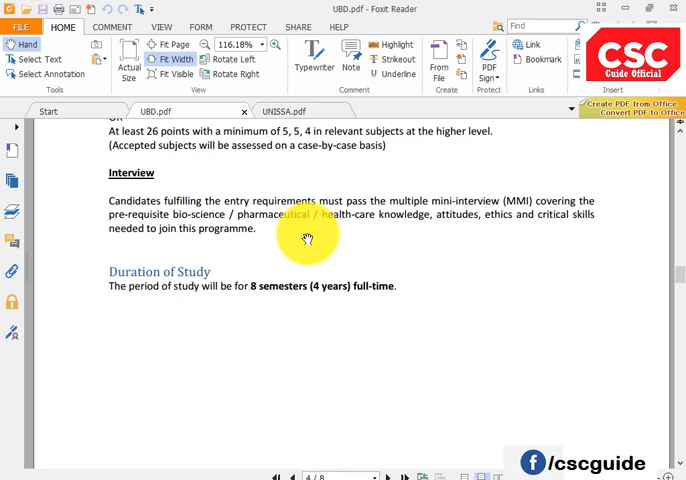 UBD.pdf - Foxit Reader
FILE HOME COMMENT VIEW FORM PROTECT SHARE HELP
Find
Hand
Select Text
Select Annotation
Tools
Actual Size
Fit Page
Fit Width
Fit Visible
116.18%
Rotate Left
Rotate Right
View
Typewriter
Note
Highlight
Strikeout
Underline
Comment
From File
Create
PDF Sign
Protect
Link
Bookmark
Links
Insert
CSC
Guide Official
Start UBD.pdf UNISSA.pdf
Create PDF from Office
Convert PDF to Office
OR
At least 26 points with a minimum of 5, 5, 4 in relevant subjects at the higher level.
(Accepted subjects will be assessed on a case-by-case basis)
Interview
Candidates fulfilling the entry requirements must pass the multiple mini-interview (MMI) covering the
pre-requisite bio-science / pharmaceutical / health-care knowledge, attitudes, ethics and critical skills
needed to join this programme.
Duration of Study
The period of study will be for 8 semesters (4 years) full-time.
f/cscguide
4 / 8